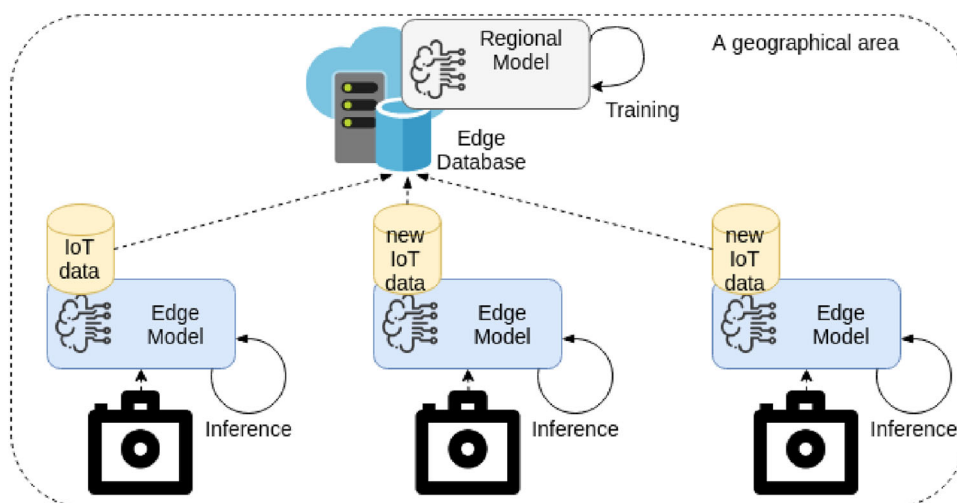 Regional
Model
A geographical area
Training
Edge
Database
IoT
data
new
IoT
data
new
IoT
data
Edge
Model
Edge
Model
Edge
Model
Inference
Inference
Inference